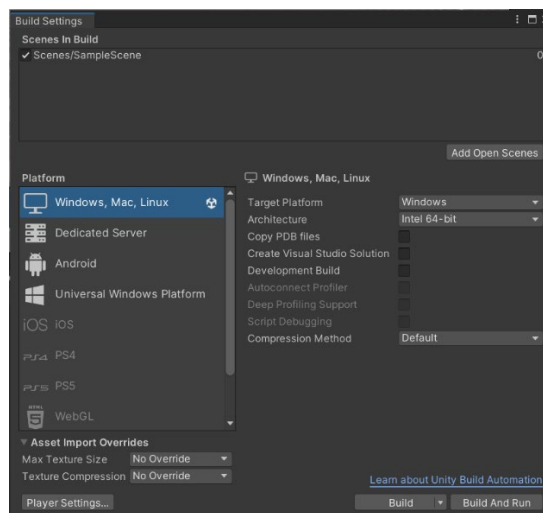 Build Settings
Scenes In Build
Scenes/SampleScene 0
Add Open Scenes
Platform
Windows, Mac, Linux
Dedicated Server
Android
Universal Windows Platform
iOS iOS
PS4 PS4
PS5 PS5
HTML 5 WebGL
Windows, Mac, Linux
Target Platform Windows
Architecture Intel 64-bit
Copy PDB files
Create Visual Studio Solution
Development Build
Autoconnect Profiler
Deep Profiling Support
Script Debugging
Compression Method Default
Asset Import Overrides
Max Texture Size No Override
Texture Compression No Override
Learn about Unity Build Automation
Player Settings... Build Build And Run